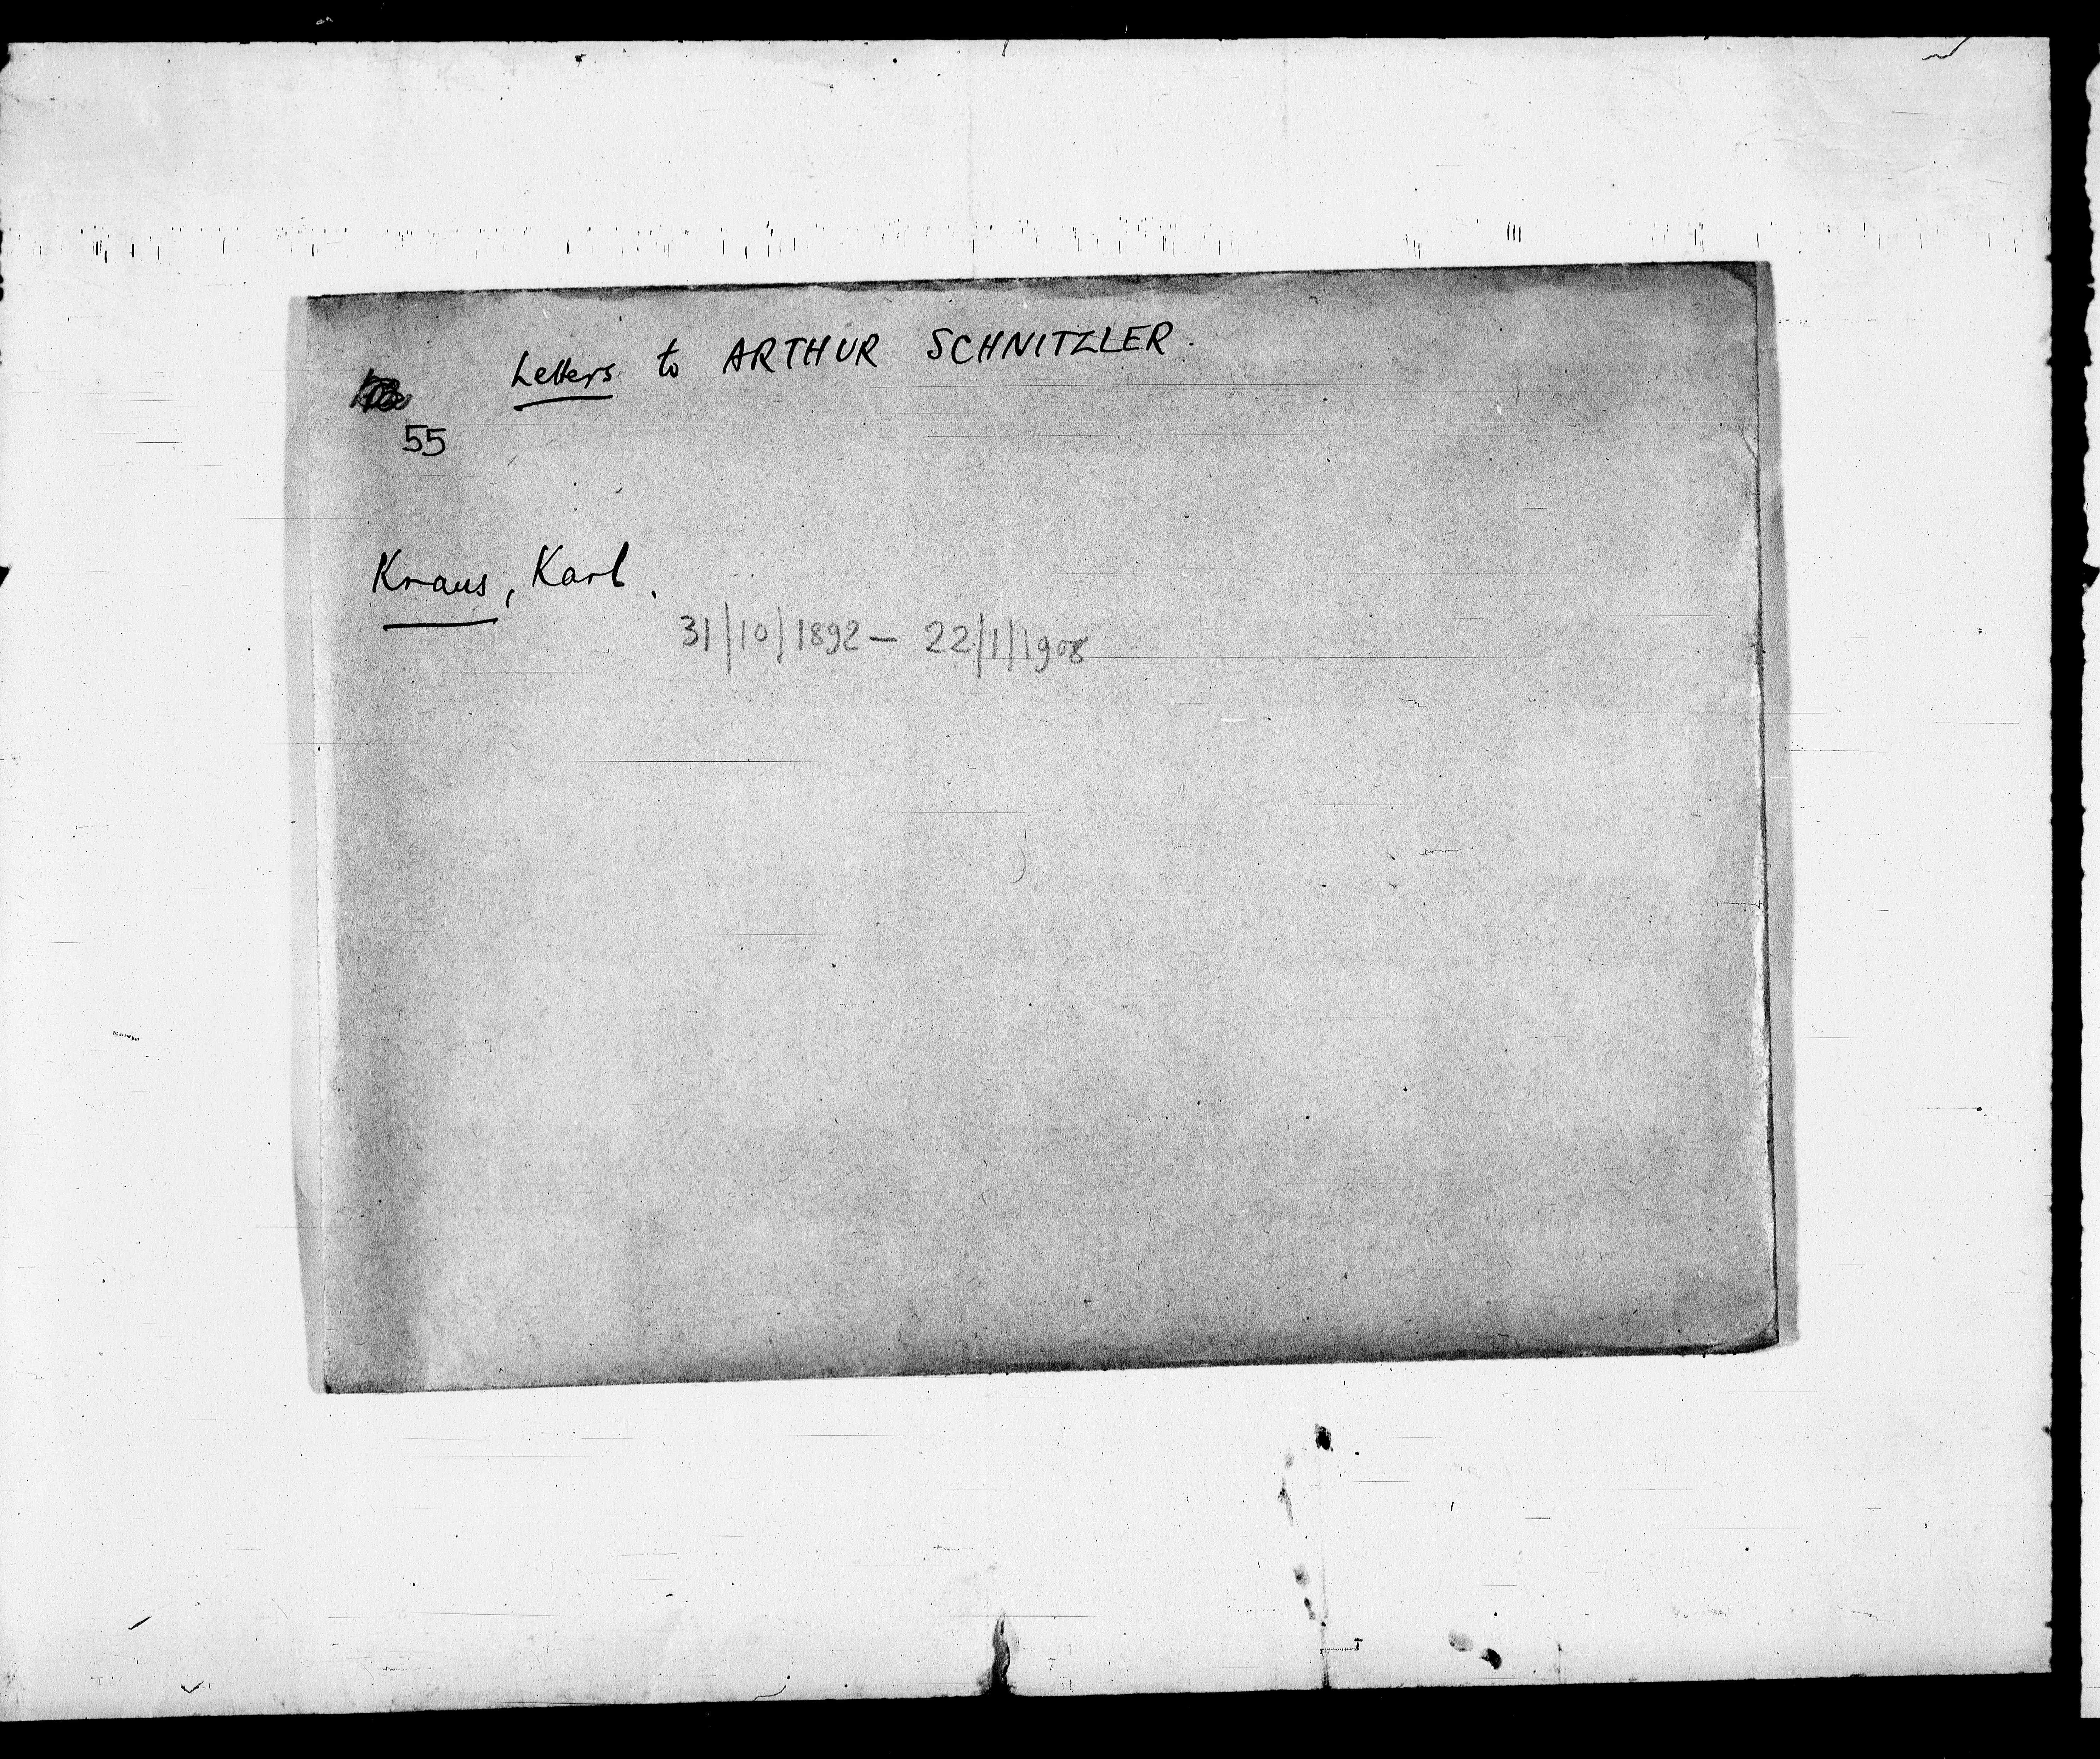 Letters to ARTHUR SCHNITZLER.
55
Kraus, Karl.
31/10/1892 – 22/1/1908